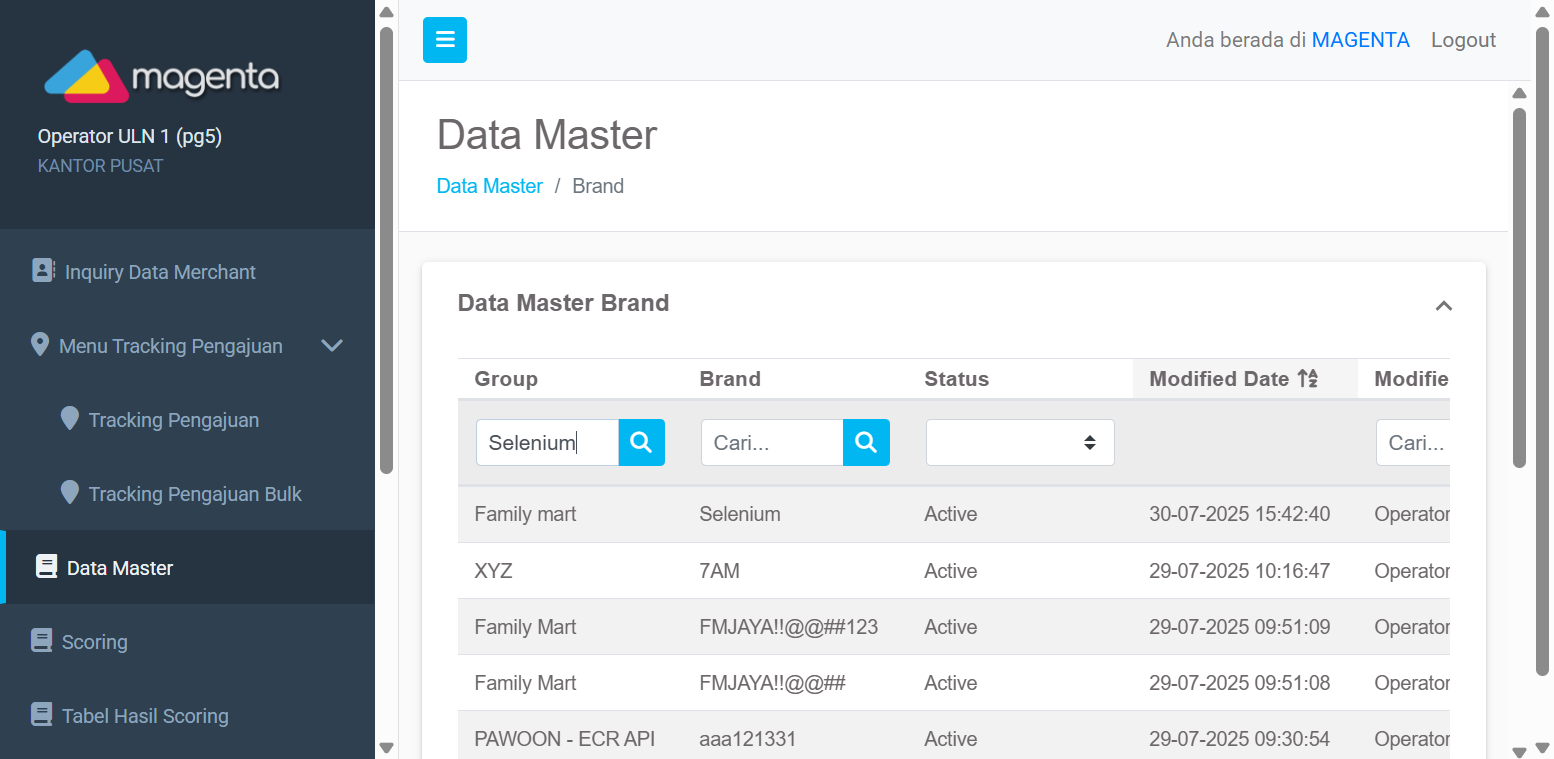 magenta
Operator ULN 1 (pg5)
KANTOR PUSAT
Inquiry Data Merchant
Menu Tracking Pengajuan
Tracking Pengajuan
Tracking Pengajuan Bulk
Data Master
Scoring
Tabel Hasil Scoring
Anda berada di MAGENTA Logout
Data Master
Data Master / Brand
Data Master Brand
Group Brand Status Modified Date Modifie
Selenium Cari... Cari...
Family mart Selenium Active 30-07-2025 15:42:40 Operator
XYZ 7AM Active 29-07-2025 10:16:47 Operator
Family Mart FMJAYA!!@@##123 Active 29-07-2025 09:51:09 Operator
Family Mart FMJAYA!!@@## Active 29-07-2025 09:51:08 Operator
PAWOON - ECR API aaa121331 Active 29-07-2025 09:30:54 Operator